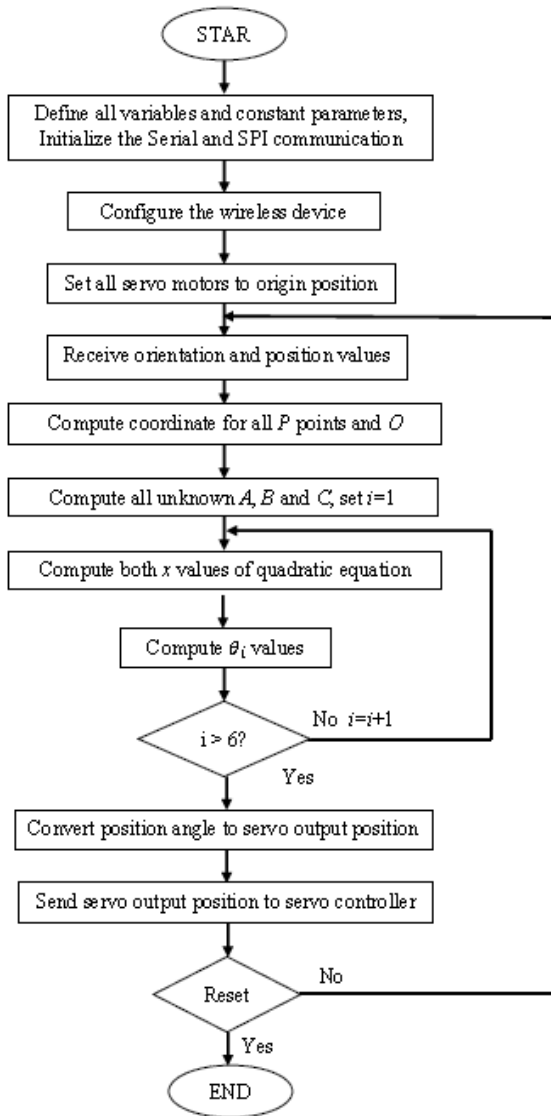 STAR
Define all variables and constant parameters,
Initialize the Serial and SPI communication
Configure the wireless device
Set all servo motors to origin position
Receive orientation and position values
Compute coordinate for all P points and O
Compute all unknown A, B and C, set i=1
Compute both x values of quadratic equation
Compute θi values
i > 6?
No i=i+1
Yes
Convert position angle to servo output position
Send servo output position to servo controller
Reset
No
Yes
END